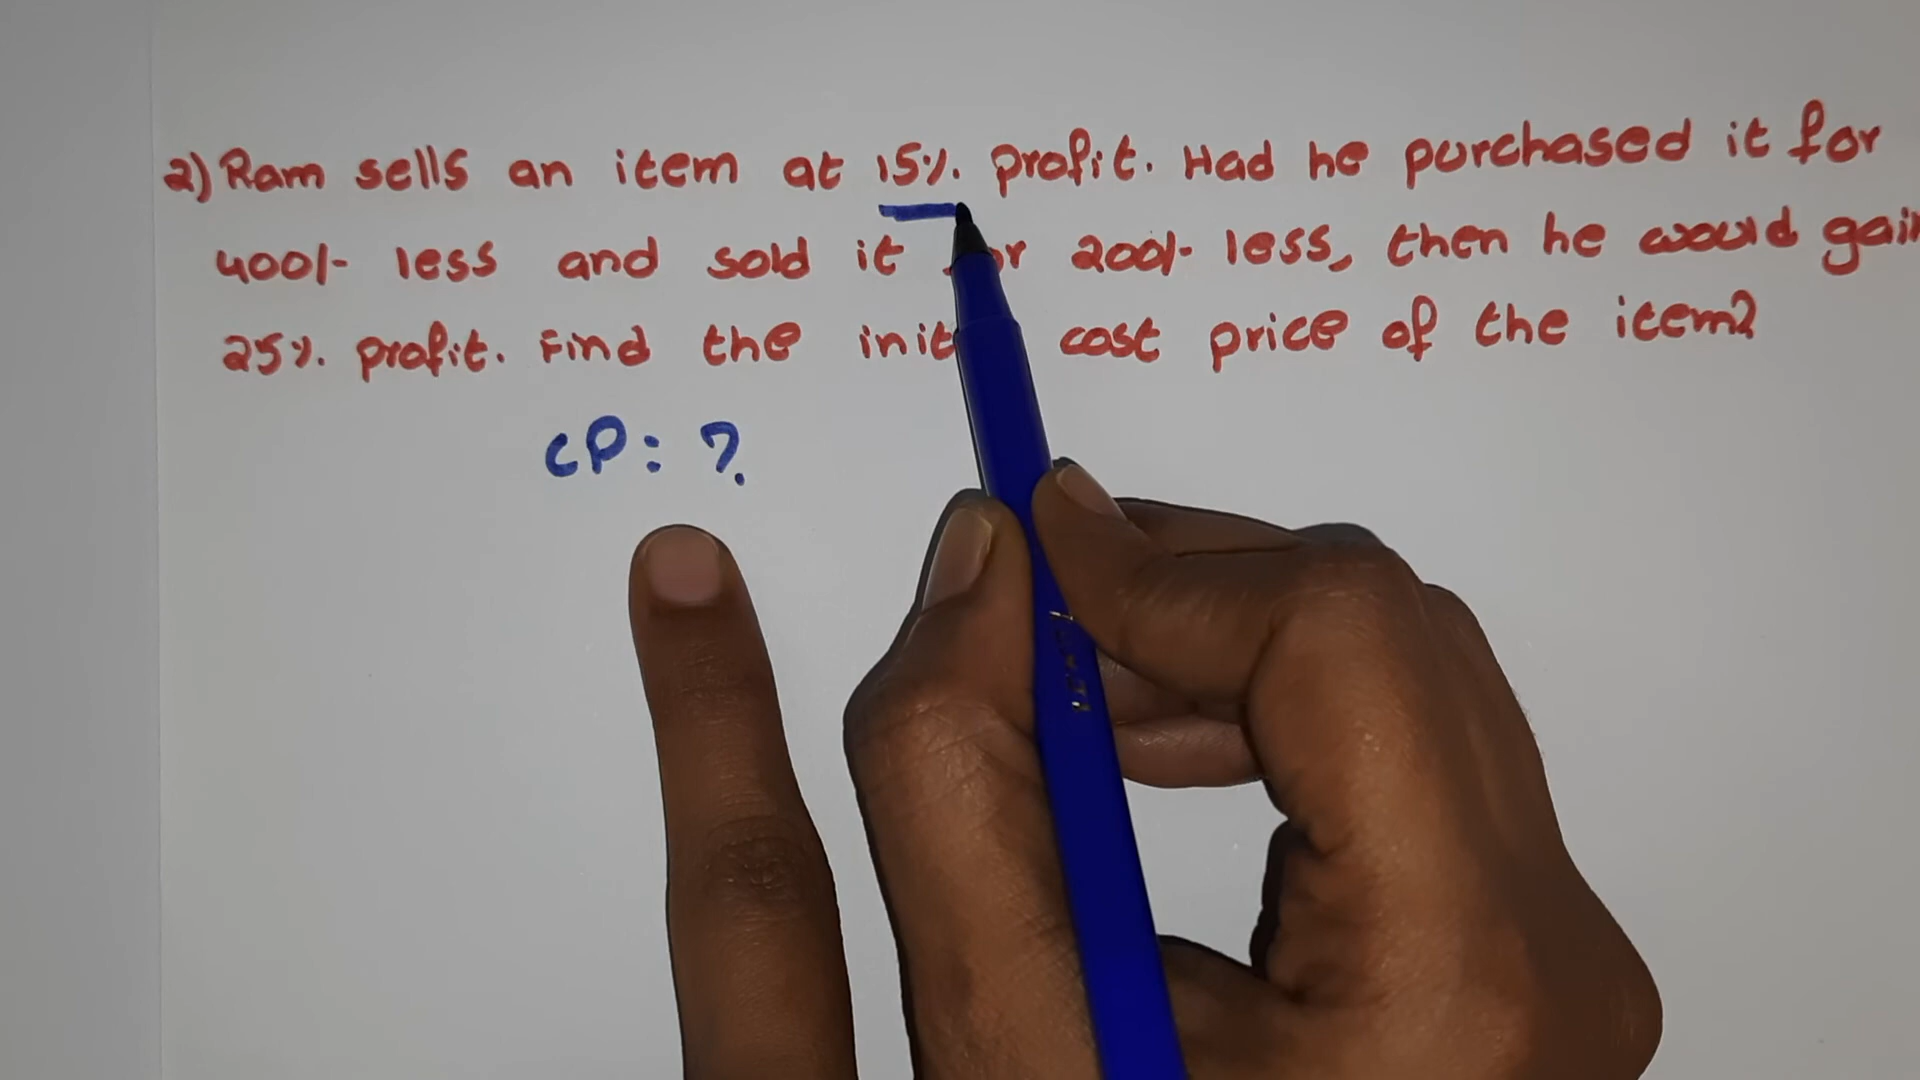 2) Ram sells an item at 15%. profit. Had he purchased it for
400/- less and sold it 200/- less, then he would gain
25%. profit. Find the cost price of the item?
CP: ?